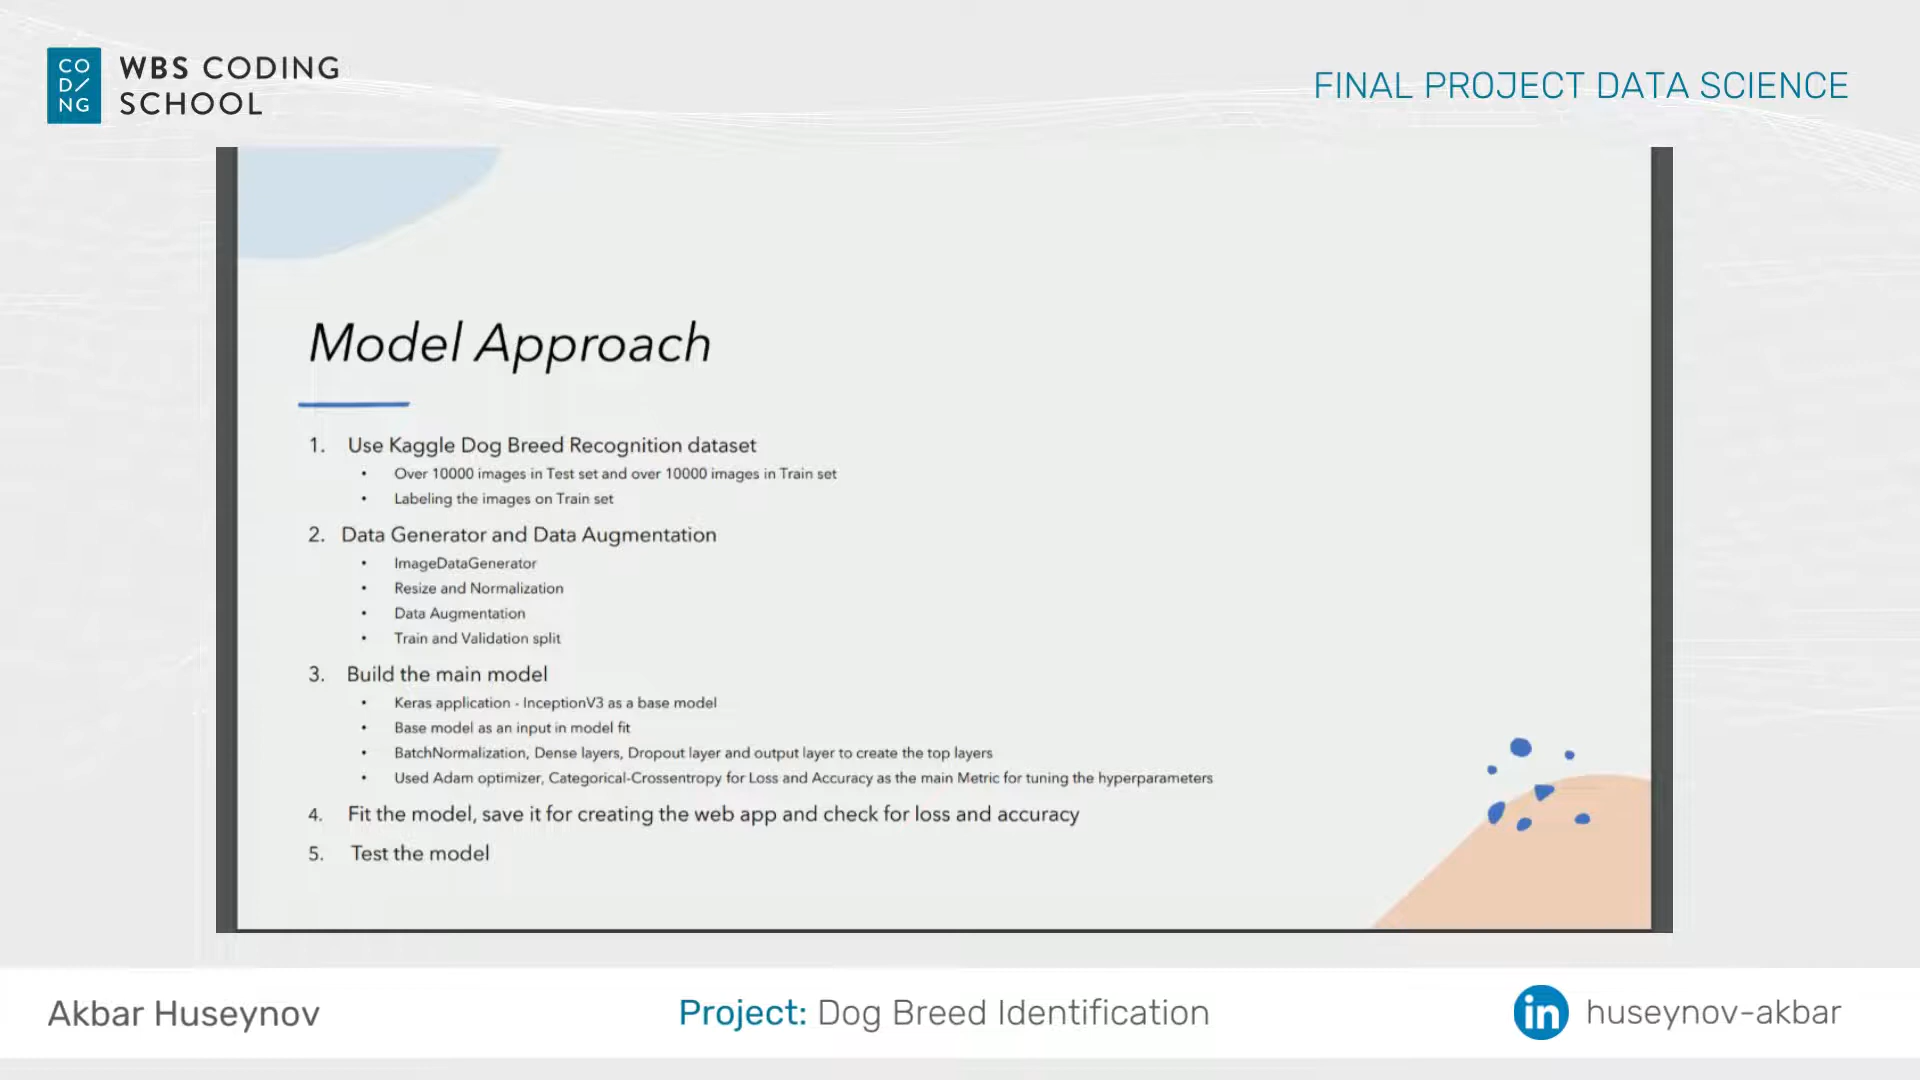 CO
D/
NG
WBS CODING
SCHOOL
FINAL PROJECT DATA SCIENCE
Model Approach
1. Use Kaggle Dog Breed Recognition dataset
• Over 10000 images in Test set and over 10000 images in Train set
• Labeling the images on Train set
2. Data Generator and Data Augmentation
• ImageDataGenerator
• Resize and Normalization
• Data Augmentation
• Train and Validation split
3. Build the main model
• Keras application - InceptionV3 as a base model
• Base model as an input in model fit
• BatchNormalization, Dense layers, Dropout layer and output layer to create the top layers
• Used Adam optimizer, Categorical-Crossentropy for Loss and Accuracy as the main Metric for tuning the hyperparameters
4. Fit the model, save it for creating the web app and check for loss and accuracy
5. Test the model
Akbar Huseynov
Project: Dog Breed Identification
in huseynov-akbar